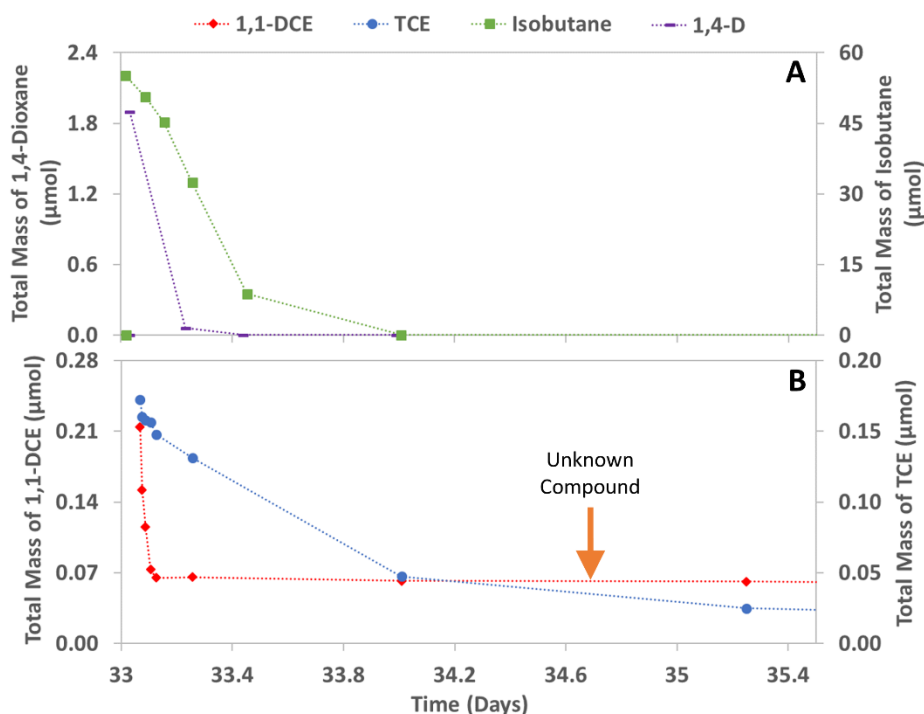 1,1-DCE TCE Isobutane 1,4-D
A
Total Mass of 1,4-Dioxane
(µmol)
2.4
1.8
1.2
0.6
0.0
60
45
30
15
0
Total Mass of Isobutane
(µmol)
B
Total Mass of 1,1-DCE (µmol)
0.28
0.21
0.14
0.07
0.00
Unknown
Compound
0.20
0.15
0.10
0.05
0.00
Total Mass of TCE (µmol)
33 33.4 33.8 34.2 34.6 35 35.4
Time (Days)